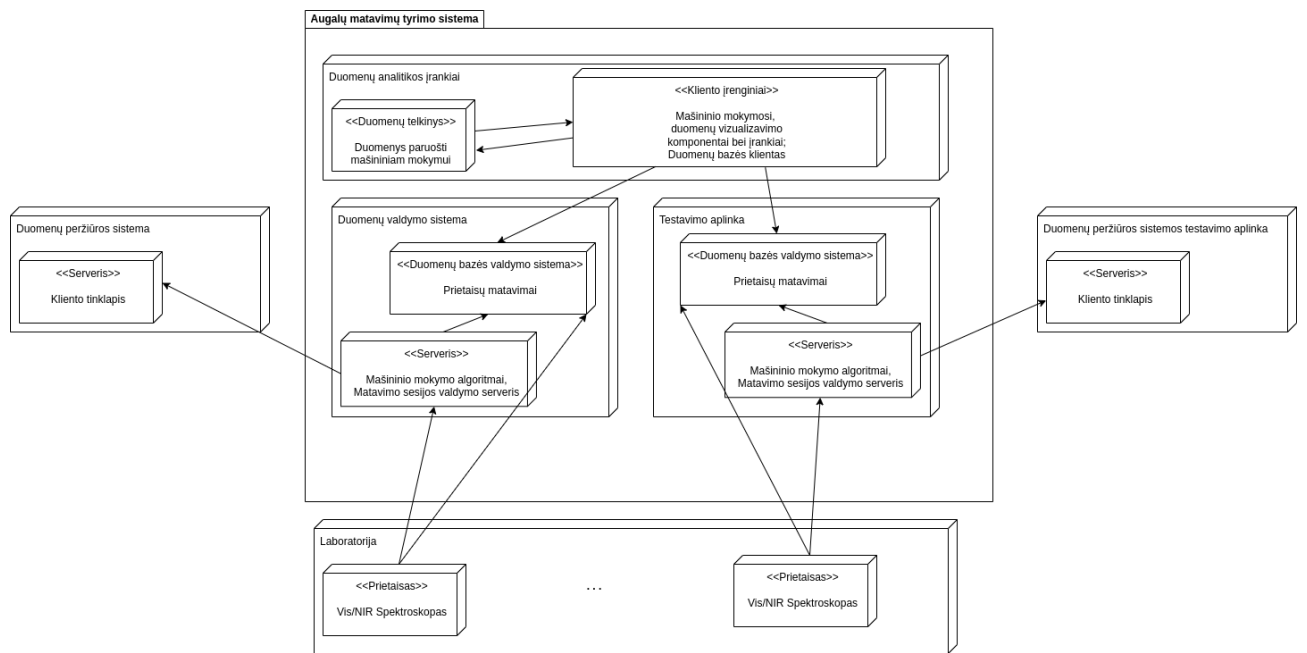 Augalų matavimų tyrimo sistema
Duomenų analitikos įrankiai
<<Duomenų telkinys>>
Duomenys paruošti
mašininiam mokymui
<<Kliento įrenginiai>>
Mašininio mokymosi,
duomenų vizualizavimo
komponentai bei įrankiai;
Duomenų bazės klientas
Duomenų peržiūros sistema
<<Serveris>>
Kliento tinklapis
Duomenų valdymo sistema
<<Duomenų bazės valdymo sistema>>
Prietaisų matavimai
<<Serveris>>
Mašininio mokymo algoritmai,
Matavimo sesijos valdymo serveris
Testavimo aplinka
<<Duomenų bazės valdymo sistema>>
Prietaisų matavimai
<<Serveris>>
Mašininio mokymo algoritmai,
Matavimo sesijos valdymo serveris
Duomenų peržiūros sistemos testavimo aplinka
<<Serveris>>
Kliento tinklapis
Laboratorija
<<Prietaisas>>
Vis/NIR Spektroskopas
...
<<Prietaisas>>
Vis/NIR Spektroskopas